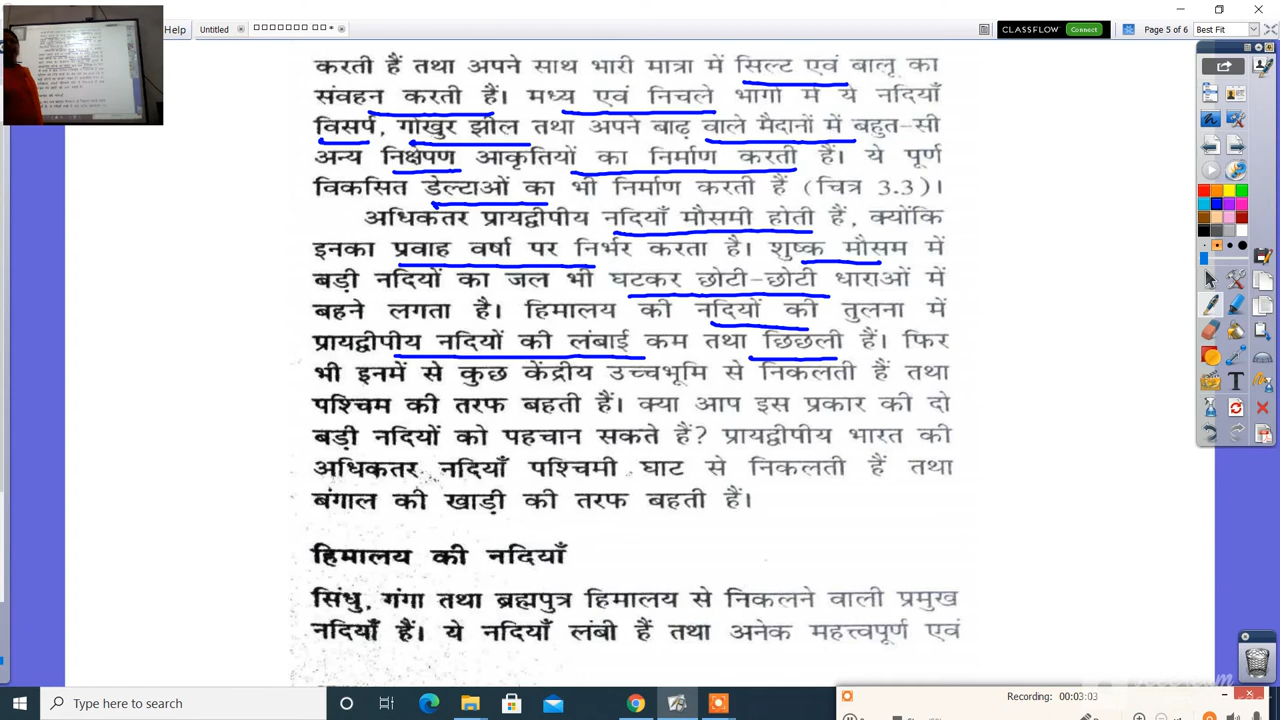 Help
Untitled
CLASSFLOW
Connect
Page 5 of 6
Best Fit
करती हैं तथा अपने साथ भारी मात्रा में सिल्ट एवं बालू का
संवहन करती हैं। मध्य एवं निचले भागों में ये नदियाँ
विसर्प, गोखुर झील तथा अपने बाढ़ वाले मैदानों में बहुत-सी
अन्य निक्षेपण आकृतियों का निर्माण करती हैं। ये पूर्ण
विकसित डेल्टाओं का भी निर्माण करती हैं (चित्र 3.3)।
अधिकतर प्रायद्वीपीय नदियाँ मौसमी होती हैं, क्योंकि
इनका प्रवाह वर्षा पर निर्भर करता है। शुष्क मौसम में
बड़ी नदियों का जल भी घटकर छोटी-छोटी धाराओं में
बहने लगता है। हिमालय की नदियों की तुलना में
प्रायद्वीपीय नदियों की लंबाई कम तथा छिछली हैं। फिर
भी इनमें से कुछ केंद्रीय उच्चभूमि से निकलती हैं तथा
पश्चिम की तरफ बहती हैं। क्या आप इस प्रकार की दो
बड़ी नदियों को पहचान सकते हैं? प्रायद्वीपीय भारत की
अधिकतर नदियाँ पश्चिमी घाट से निकलती हैं तथा
बंगाल की खाड़ी की तरफ बहती हैं।
हिमालय की नदियाँ
सिंधु, गंगा तथा ब्रह्मपुत्र हिमालय से निकलने वाली प्रमुख
नदियाँ हैं। ये नदियाँ लंबी हैं तथा अनेक महत्त्वपूर्ण एवं
Type here to search
Recording: 00:03:03